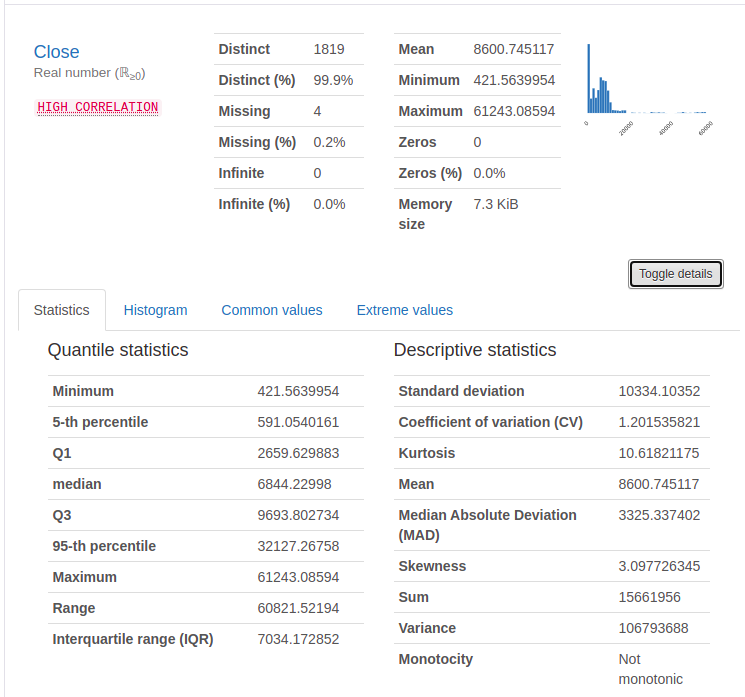 Close
Real number (ℝ≥0)
HIGH CORRELATION
Distinct 1819
Distinct (%) 99.9%
Missing 4
Missing (%) 0.2%
Infinite 0
Infinite (%) 0.0%
Mean 8600.745117
Minimum 421.5639954
Maximum 61243.08594
Zeros 0
Zeros (%) 0.0%
Memory
size 7.3 KiB
0 20000 40000 60000
Toggle details
Statistics Histogram Common values Extreme values
Quantile statistics
Minimum 421.5639954
5-th percentile 591.0540161
Q1 2659.629883
median 6844.22998
Q3 9693.802734
95-th percentile 32127.26758
Maximum 61243.08594
Range 60821.52194
Interquartile range (IQR) 7034.172852
Descriptive statistics
Standard deviation 10334.10352
Coefficient of variation (CV) 1.201535821
Kurtosis 10.61821175
Mean 8600.745117
Median Absolute Deviation 3325.337402
(MAD)
Skewness 3.097726345
Sum 15661956
Variance 106793688
Monotocity Not
monotonic